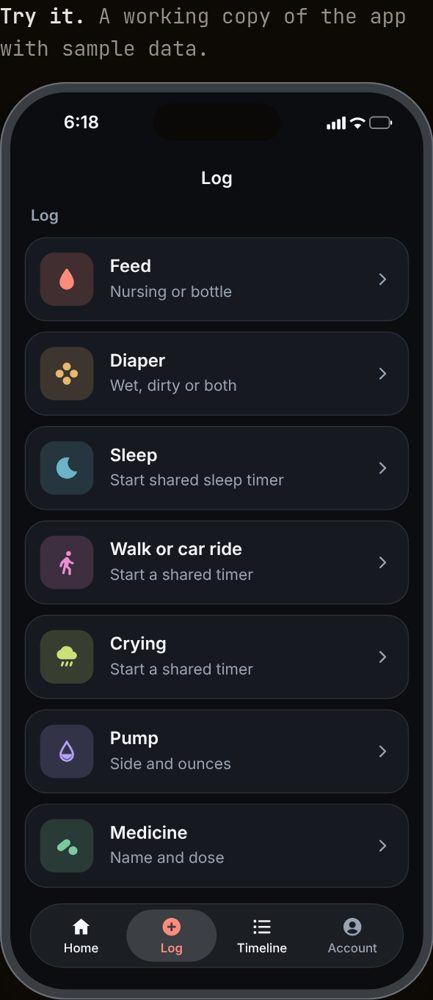 Try it. A working copy of the app
with sample data.
6:18
Log
Log
Feed
Nursing or bottle
Diaper
Wet, dirty or both
Sleep
Start shared sleep timer
Walk or car ride
Start a shared timer
Crying
Start a shared timer
Pump
Side and ounces
Medicine
Name and dose
Home Log Timeline Account